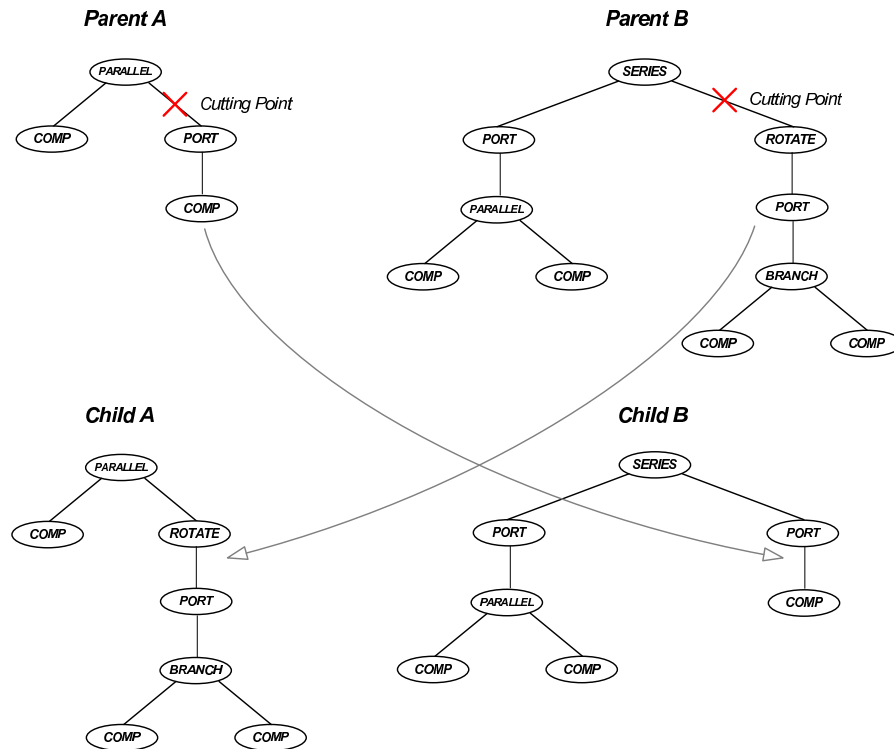 Parent A
Parent B
PARALLEL
SERIES
Cutting Point
Cutting Point
COMP
PORT
PORT
ROTATE
COMP
PARALLEL
PORT
COMP
COMP
BRANCH
COMP
COMP
Child A
Child B
PARALLEL
SERIES
COMP
ROTATE
PORT
PORT
PORT
PARALLEL
COMP
BRANCH
COMP
COMP
COMP
COMP